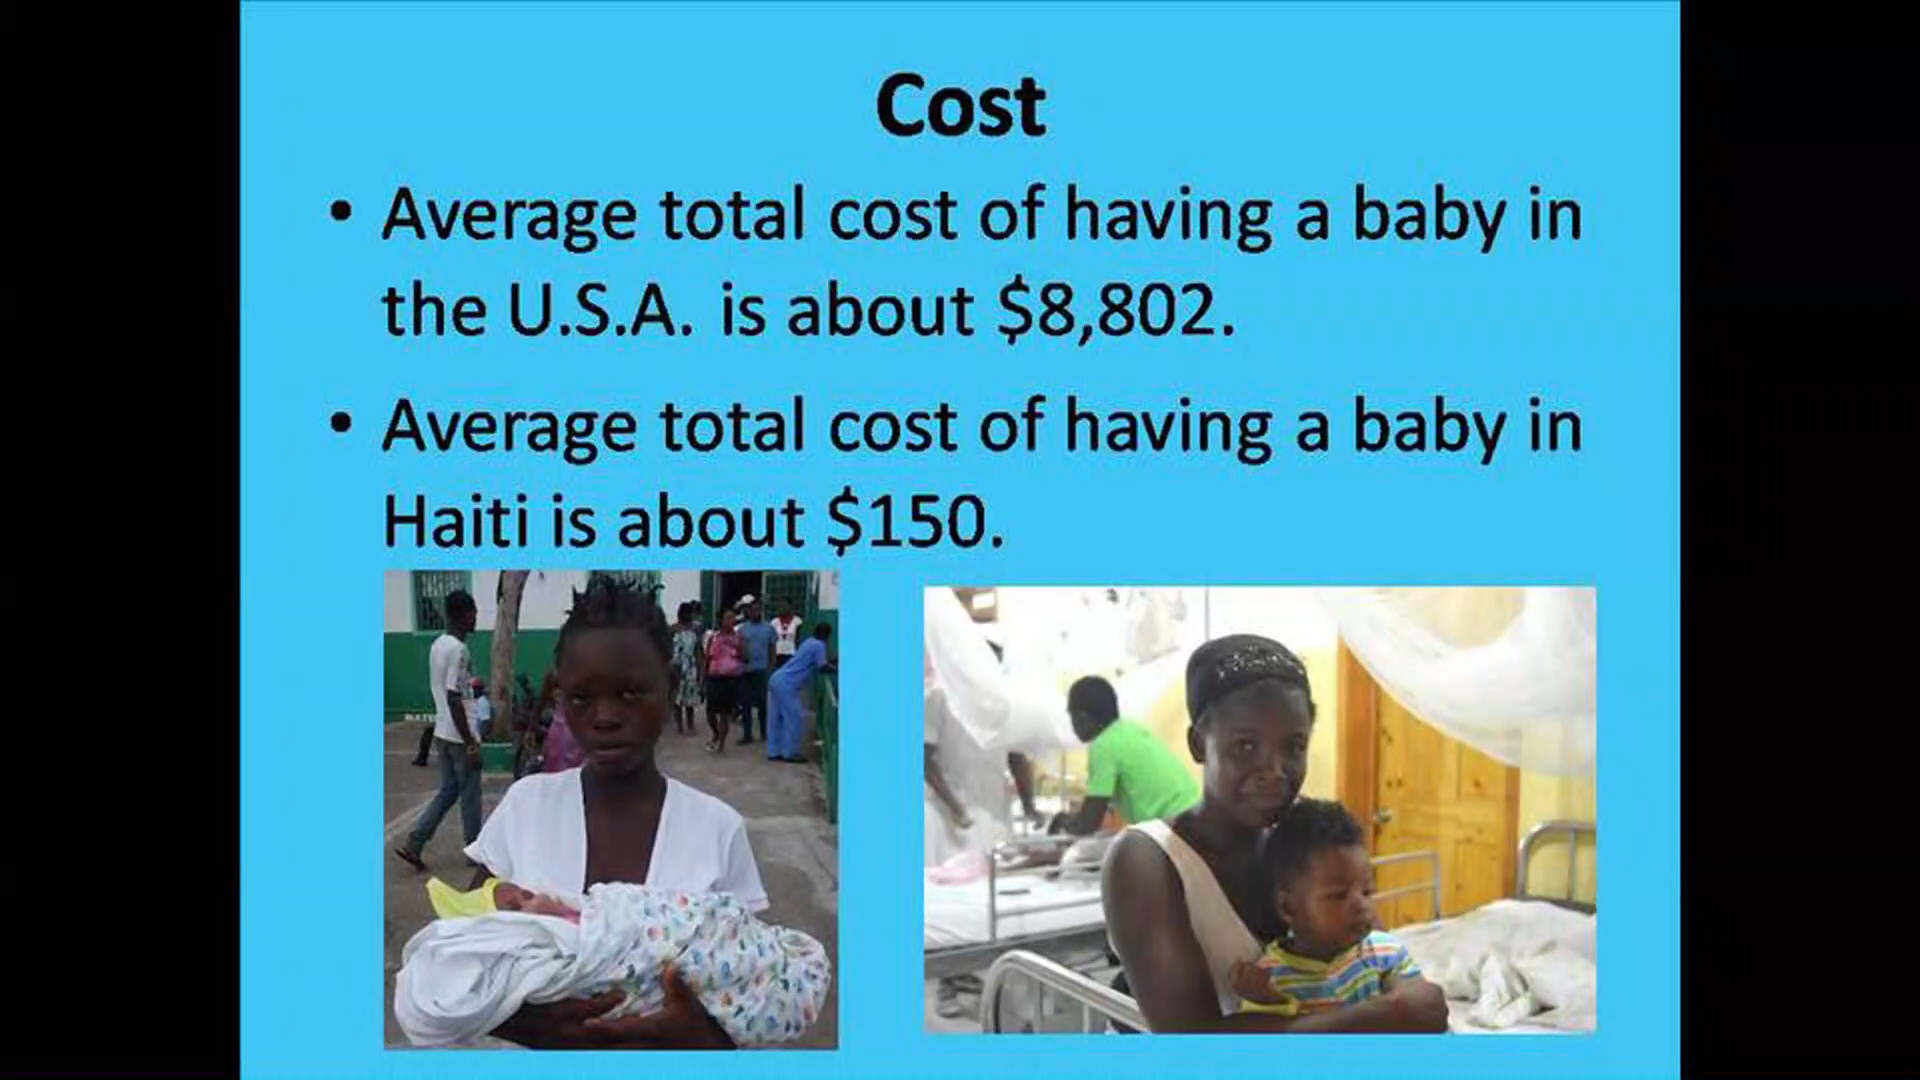 Cost
• Average total cost of having a baby in
the U.S.A. is about $8,802.
• Average total cost of having a baby in
Haiti is about $150.